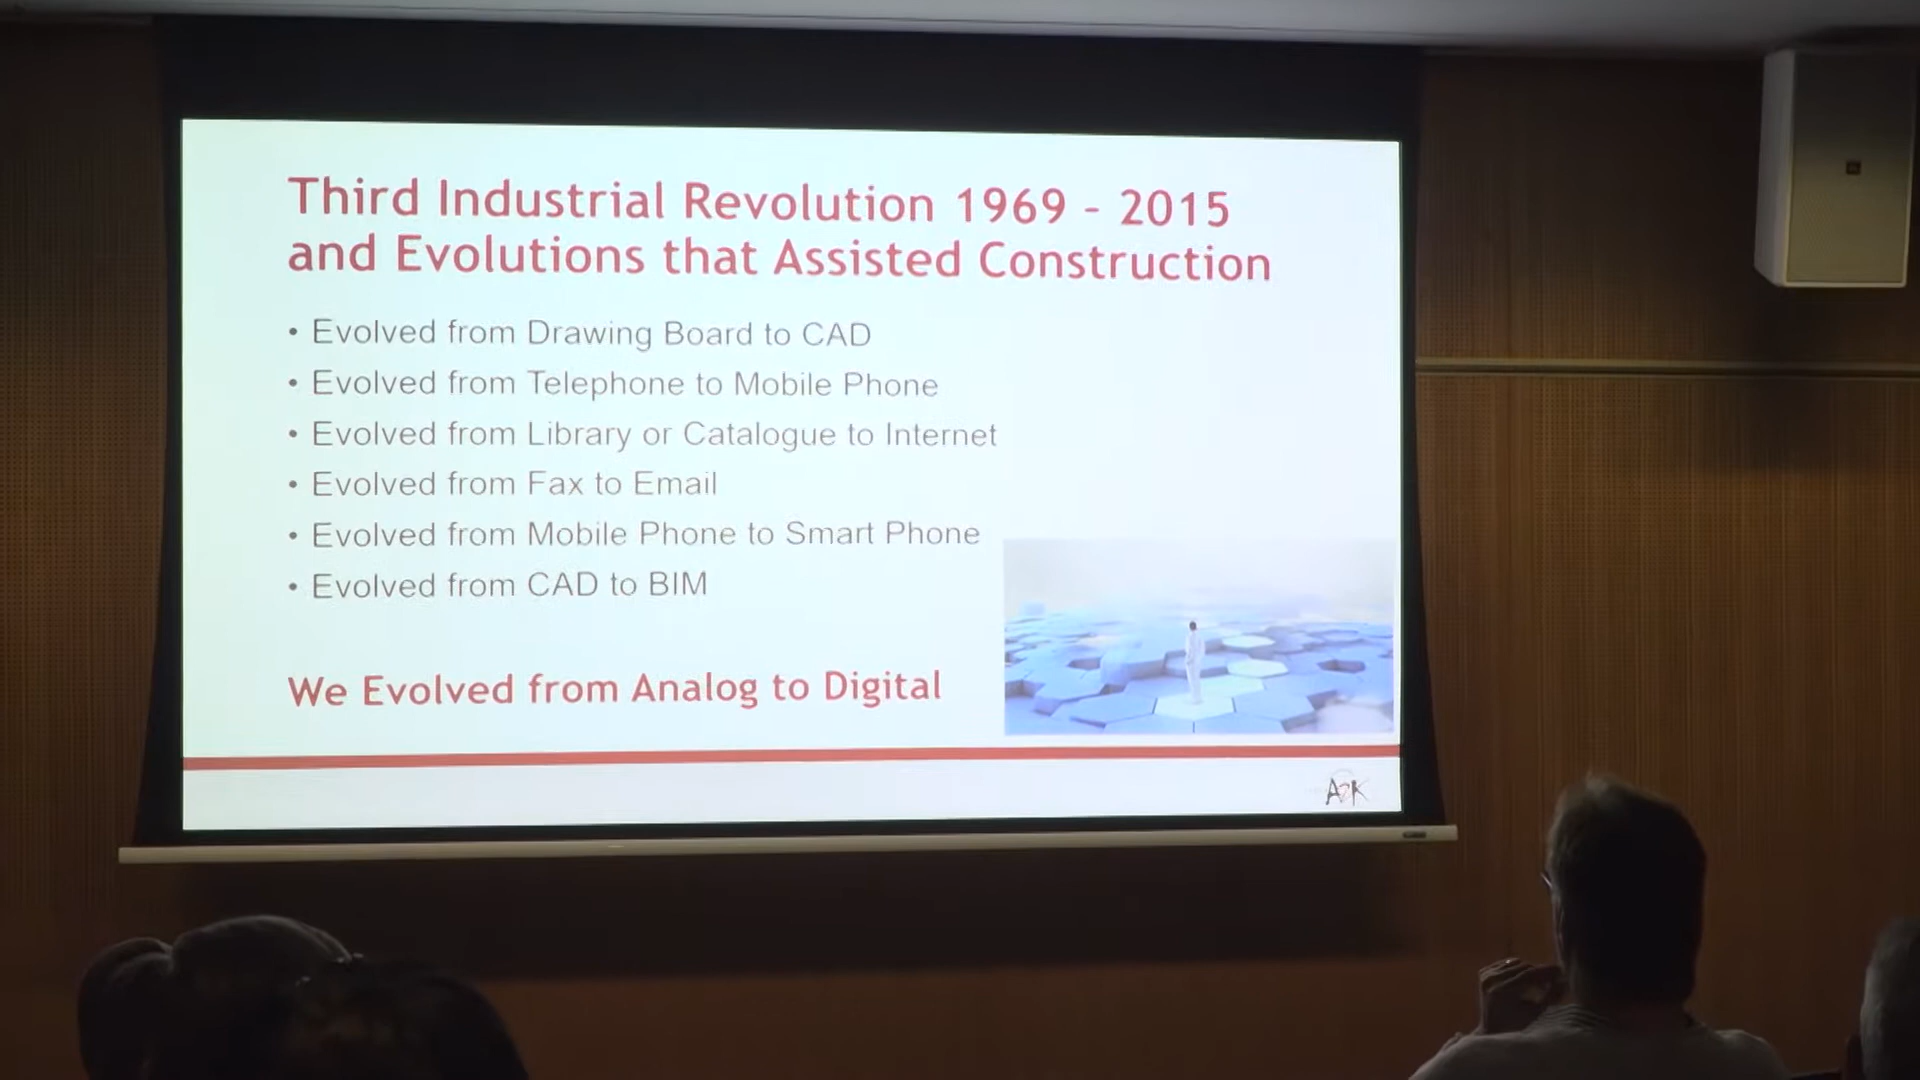 Third Industrial Revolution 1969 - 2015
and Evolutions that Assisted Construction
• Evolved from Drawing Board to CAD
• Evolved from Telephone to Mobile Phone
• Evolved from Library or Catalogue to Internet
• Evolved from Fax to Email
• Evolved from Mobile Phone to Smart Phone
• Evolved from CAD to BIM
We Evolved from Analog to Digital
A2K